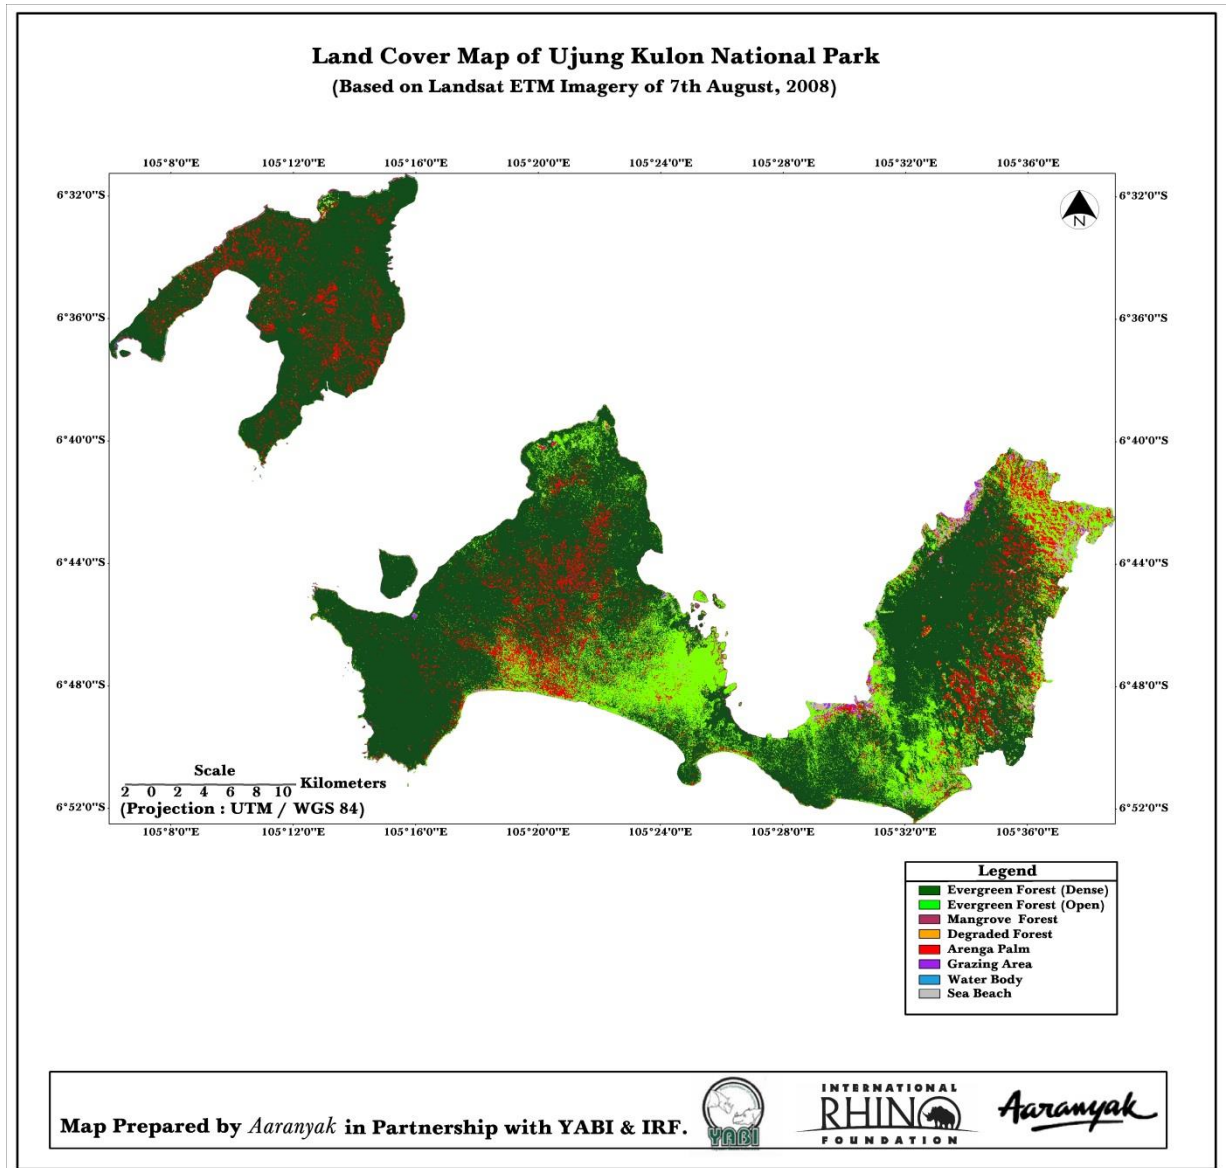 Land Cover Map of Ujung Kulon National Park
(Based on Landsat ETM Imagery of 7th August, 2008)
105°8'0"E 105°12'0"E 105°16'0"E 105°20'0"E 105°24'0"E 105°28'0"E 105°32'0"E 105°36'0"E
6°32'0"S 6°32'0"S
N
6°36'0"S 6°36'0"S
6°40'0"S 6°40'0"S
6°44'0"S 6°44'0"S
6°48'0"S 6°48'0"S
Scale
2 0 2 4 6 8 10 Kilometers
(Projection : UTM / WGS 84)
6°52'0"S 6°52'0"S
105°8'0"E 105°12'0"E 105°16'0"E 105°20'0"E 105°24'0"E 105°28'0"E 105°32'0"E 105°36'0"E
Legend
Evergreen Forest (Dense)
Evergreen Forest (Open)
Mangrove Forest
Degraded Forest
Arenga Palm
Grazing Area
Water Body
Sea Beach
Map Prepared by Aaranyak in Partnership with YABI & IRF.
YABI
INTERNATIONAL
RHINO
FOUNDATION
Aaranyak